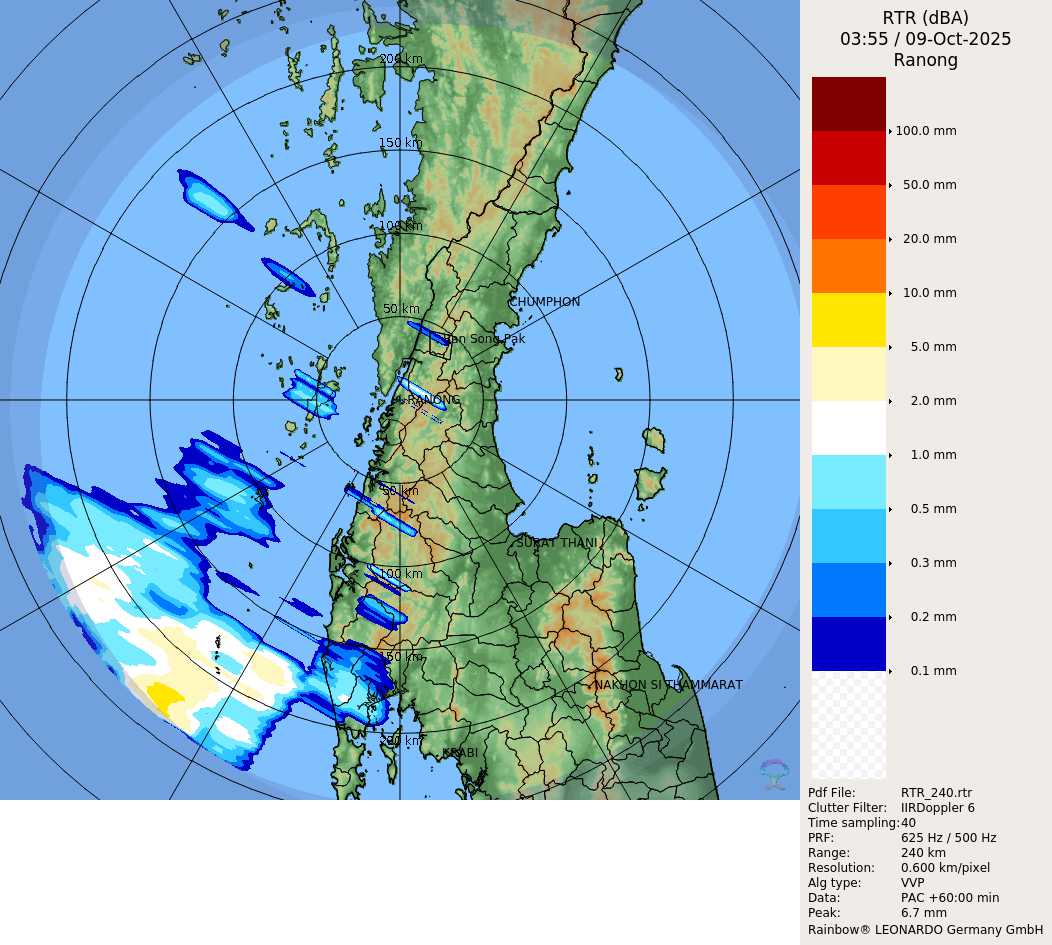 RTR (dBA)
03:55 / 09-Oct-2025
Ranong
200 km
150 km
100 km
50 km
CHUMPHON
Ban Song Pak
RANONG
50 km
SURAT THANI
100 km
150 km
NAKHON SI THAMMARAT
200 km
KRABI
100.0 mm
50.0 mm
20.0 mm
10.0 mm
5.0 mm
2.0 mm
1.0 mm
0.5 mm
0.3 mm
0.2 mm
0.1 mm
Pdf File: RTR_240.rtr
Clutter Filter: IIRDoppler 6
Time sampling:40
PRF: 625 Hz / 500 Hz
Range: 240 km
Resolution: 0.600 km/pixel
Alg type: VVP
Data: PAC +60:00 min
Peak: 6.7 mm
Rainbow® LEONARDO Germany GmbH